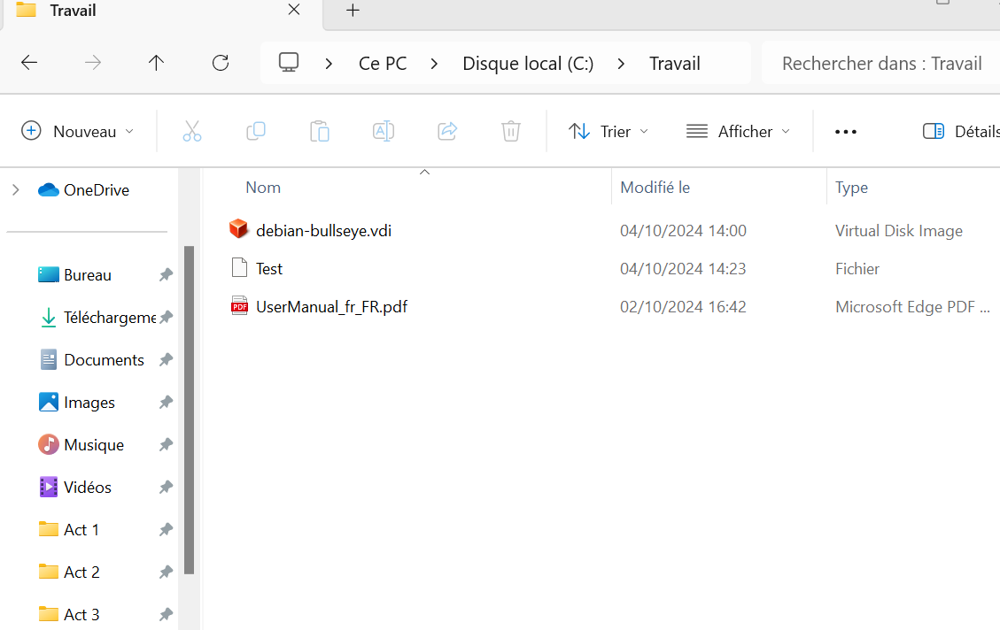 Travail
Ce PC > Disque local (C:) > Travail Rechercher dans : Travail
Nouveau Trier Afficher ••• Détails
OneDrive
Nom Modifié le Type
debian-bullseye.vdi 04/10/2024 14:00 Virtual Disk Image
Test 04/10/2024 14:23 Fichier
UserManual_fr_FR.pdf 02/10/2024 16:42 Microsoft Edge PDF ...
Bureau
Téléchargeme
Documents
Images
Musique
Vidéos
Act 1
Act 2
Act 3